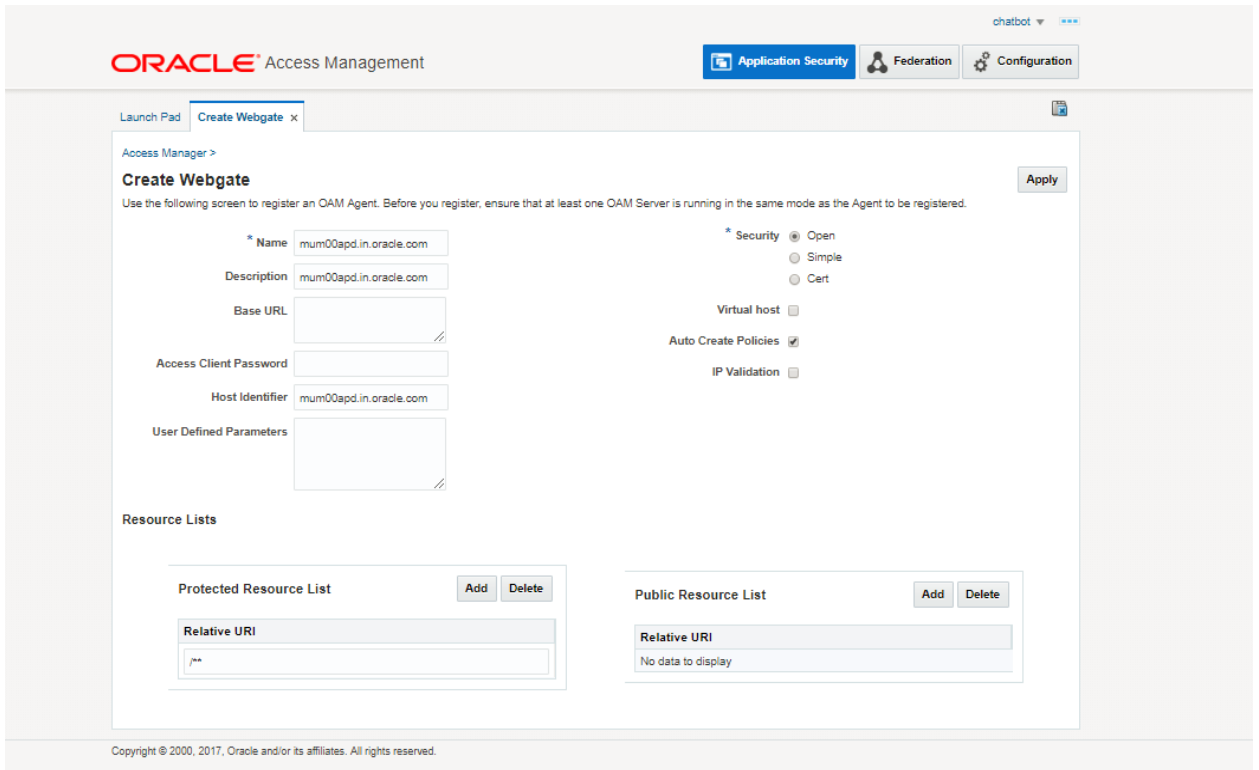 chatbot
ORACLE® Access Management
Application Security
Federation
Configuration
Launch Pad
Create Webgate x
Access Manager >
Create Webgate
Apply
Use the following screen to register an OAM Agent. Before you register, ensure that at least one OAM Server is running in the same mode as the Agent to be registered.
* Name mum00apd.in.oracle.com
Description mum00apd.in.oracle.com
Base URL
Access Client Password
Host Identifier mum00apd.in.oracle.com
User Defined Parameters
* Security Open
Simple
Cert
Virtual host
Auto Create Policies
IP Validation
Resource Lists
Protected Resource List Add Delete
Relative URI
/**
Public Resource List Add Delete
Relative URI
No data to display
Copyright © 2000, 2017, Oracle and/or its affiliates. All rights reserved.